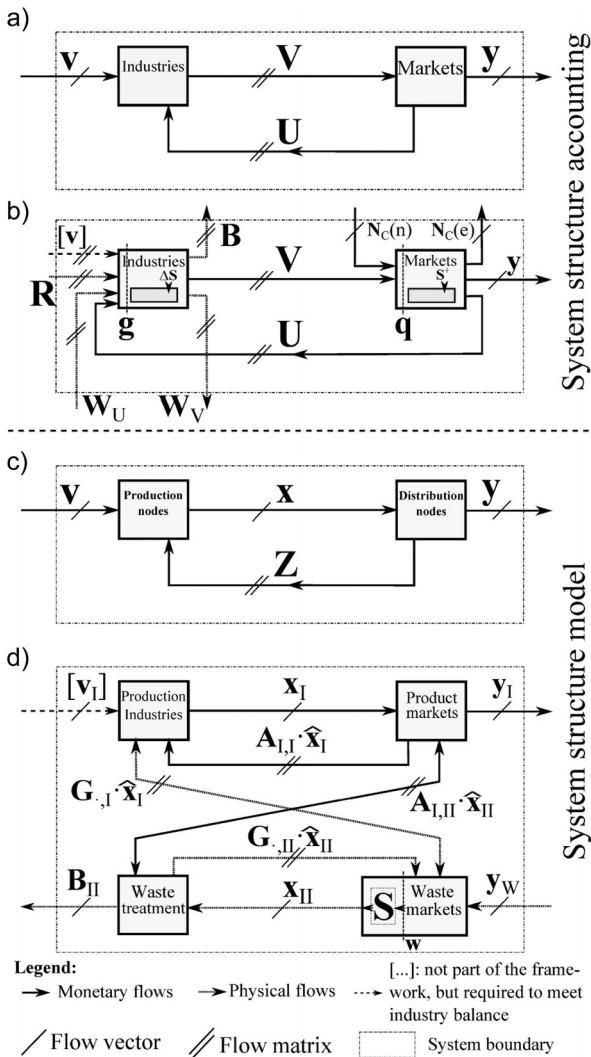 a)
v
Industries
V
Markets
y
U
System structure accounting
b)
[v]
B
N_C(n)
N_C(e)
Industries
ΔS
V
Markets
S⁺
y
R
g
q
U
W_U
W_V
c)
v
Production
nodes
x
Distribution
nodes
y
Z
System structure model
d)
[v_I]
Production
Industries
x_I
Product
markets
y_I
A_{I,I}·x̂_I
G_{·,I}·x̂_I
A_{I,II}·x̂_II
G_{·,II}·x̂_II
B_II
Waste
treatment
x_II
S
Waste
markets
y_W
w
Legend:
Monetary flows
Physical flows
[...]: not part of the frame-
work, but required to meet
industry balance
Flow vector
Flow matrix
System boundary